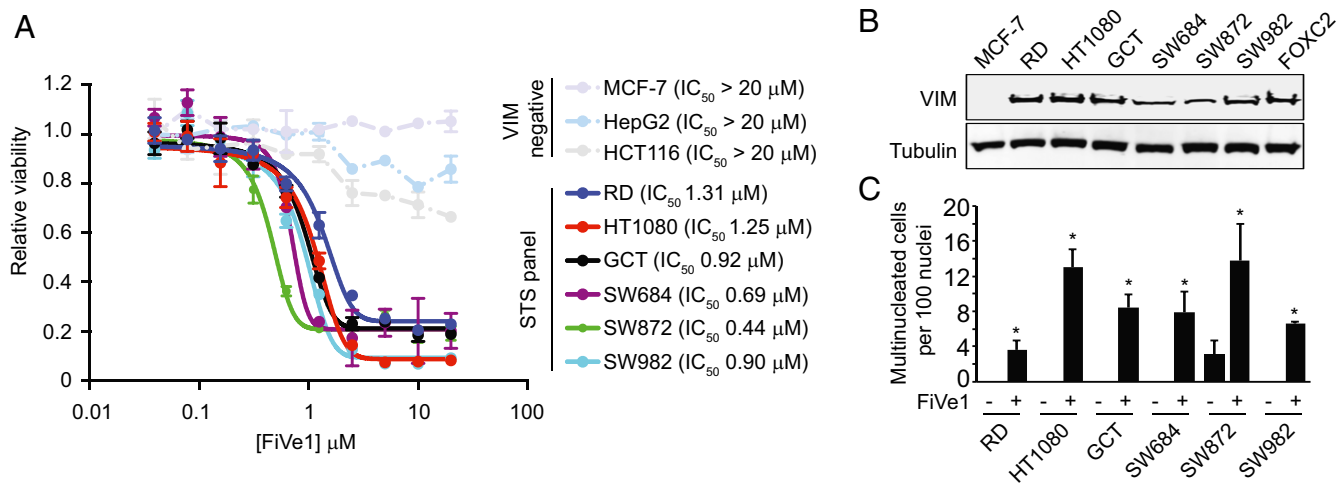 A
Relative viability
1.2
1.0
0.8
0.6
0.4
0.2
0
0.01
0.1
1
10
100
[FiVe1] μM
VIM
negative
MCF-7 (IC50 > 20 μM)
HepG2 (IC50 > 20 μM)
HCT116 (IC50 > 20 μM)
STS panel
RD (IC50 1.31 μM)
HT1080 (IC50 1.25 μM)
GCT (IC50 0.92 μM)
SW684 (IC50 0.69 μM)
SW872 (IC50 0.44 μM)
SW982 (IC50 0.90 μM)
B
MCF-7
RD
HT1080
GCT
SW684
SW872
SW982
FOXC2
VIM
Tubulin
C
Multinucleated cells
per 100 nuclei
20
16
12
8
4
0
* * * * * *
FiVe1 - + - + - + - + - + - +
RD
HT1080
GCT
SW684
SW872
SW982